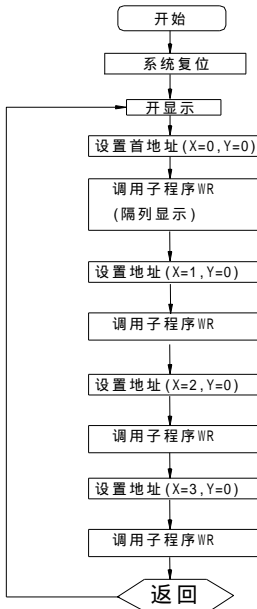 开始
系统复位
开显示
设置首地址(X=0,Y=0)
调用子程序WR
(隔列显示)
设置地址(X=1,Y=0)
调用子程序WR
设置地址(X=2,Y=0)
调用子程序WR
设置地址(X=3,Y=0)
调用子程序WR
返回